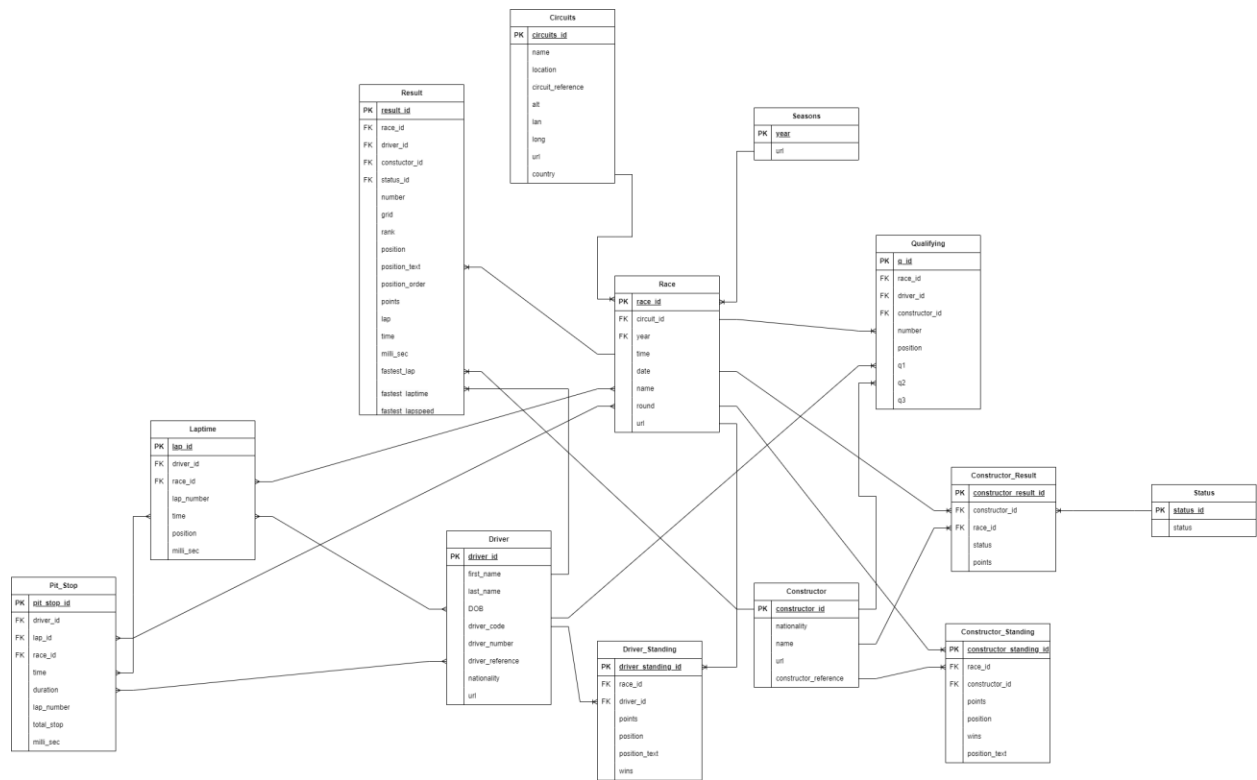 Circuits
PK circuits_id
name
location
circuit_reference
alt
lan
long
url
country
Result
PK result_id
FK race_id
FK driver_id
FK constuctor_id
FK status_id
number
grid
rank
position
position_text
position_order
points
lap
time
milli_sec
fastest_lap
fastest_laptime
fastest_lapspeed
Seasons
PK year
url
Qualifying
PK q_id
FK race_id
FK driver_id
FK constructor_id
number
position
q1
q2
q3
Race
PK race_id
FK circuit_id
FK year
time
date
name
round
url
Laptime
PK lap_id
FK driver_id
FK race_id
lap_number
time
position
milli_sec
Constructor_Result
PK constructor_result_id
FK constructor_id
FK race_id
status
points
Status
PK status_id
status
Driver
PK driver_id
first_name
last_name
DOB
driver_code
driver_number
driver_reference
nationality
url
Pit_Stop
PK pit_stop_id
FK driver_id
FK lap_id
FK race_id
time
duration
lap_number
total_stop
milli_sec
Constructor
PK constructor_id
nationality
name
url
constructor_reference
Driver_Standing
PK driver_standing_id
FK race_id
FK driver_id
points
position
position_text
wins
Constructor_Standing
PK constructor_standing_id
FK race_id
FK constructor_id
points
position
wins
position_text